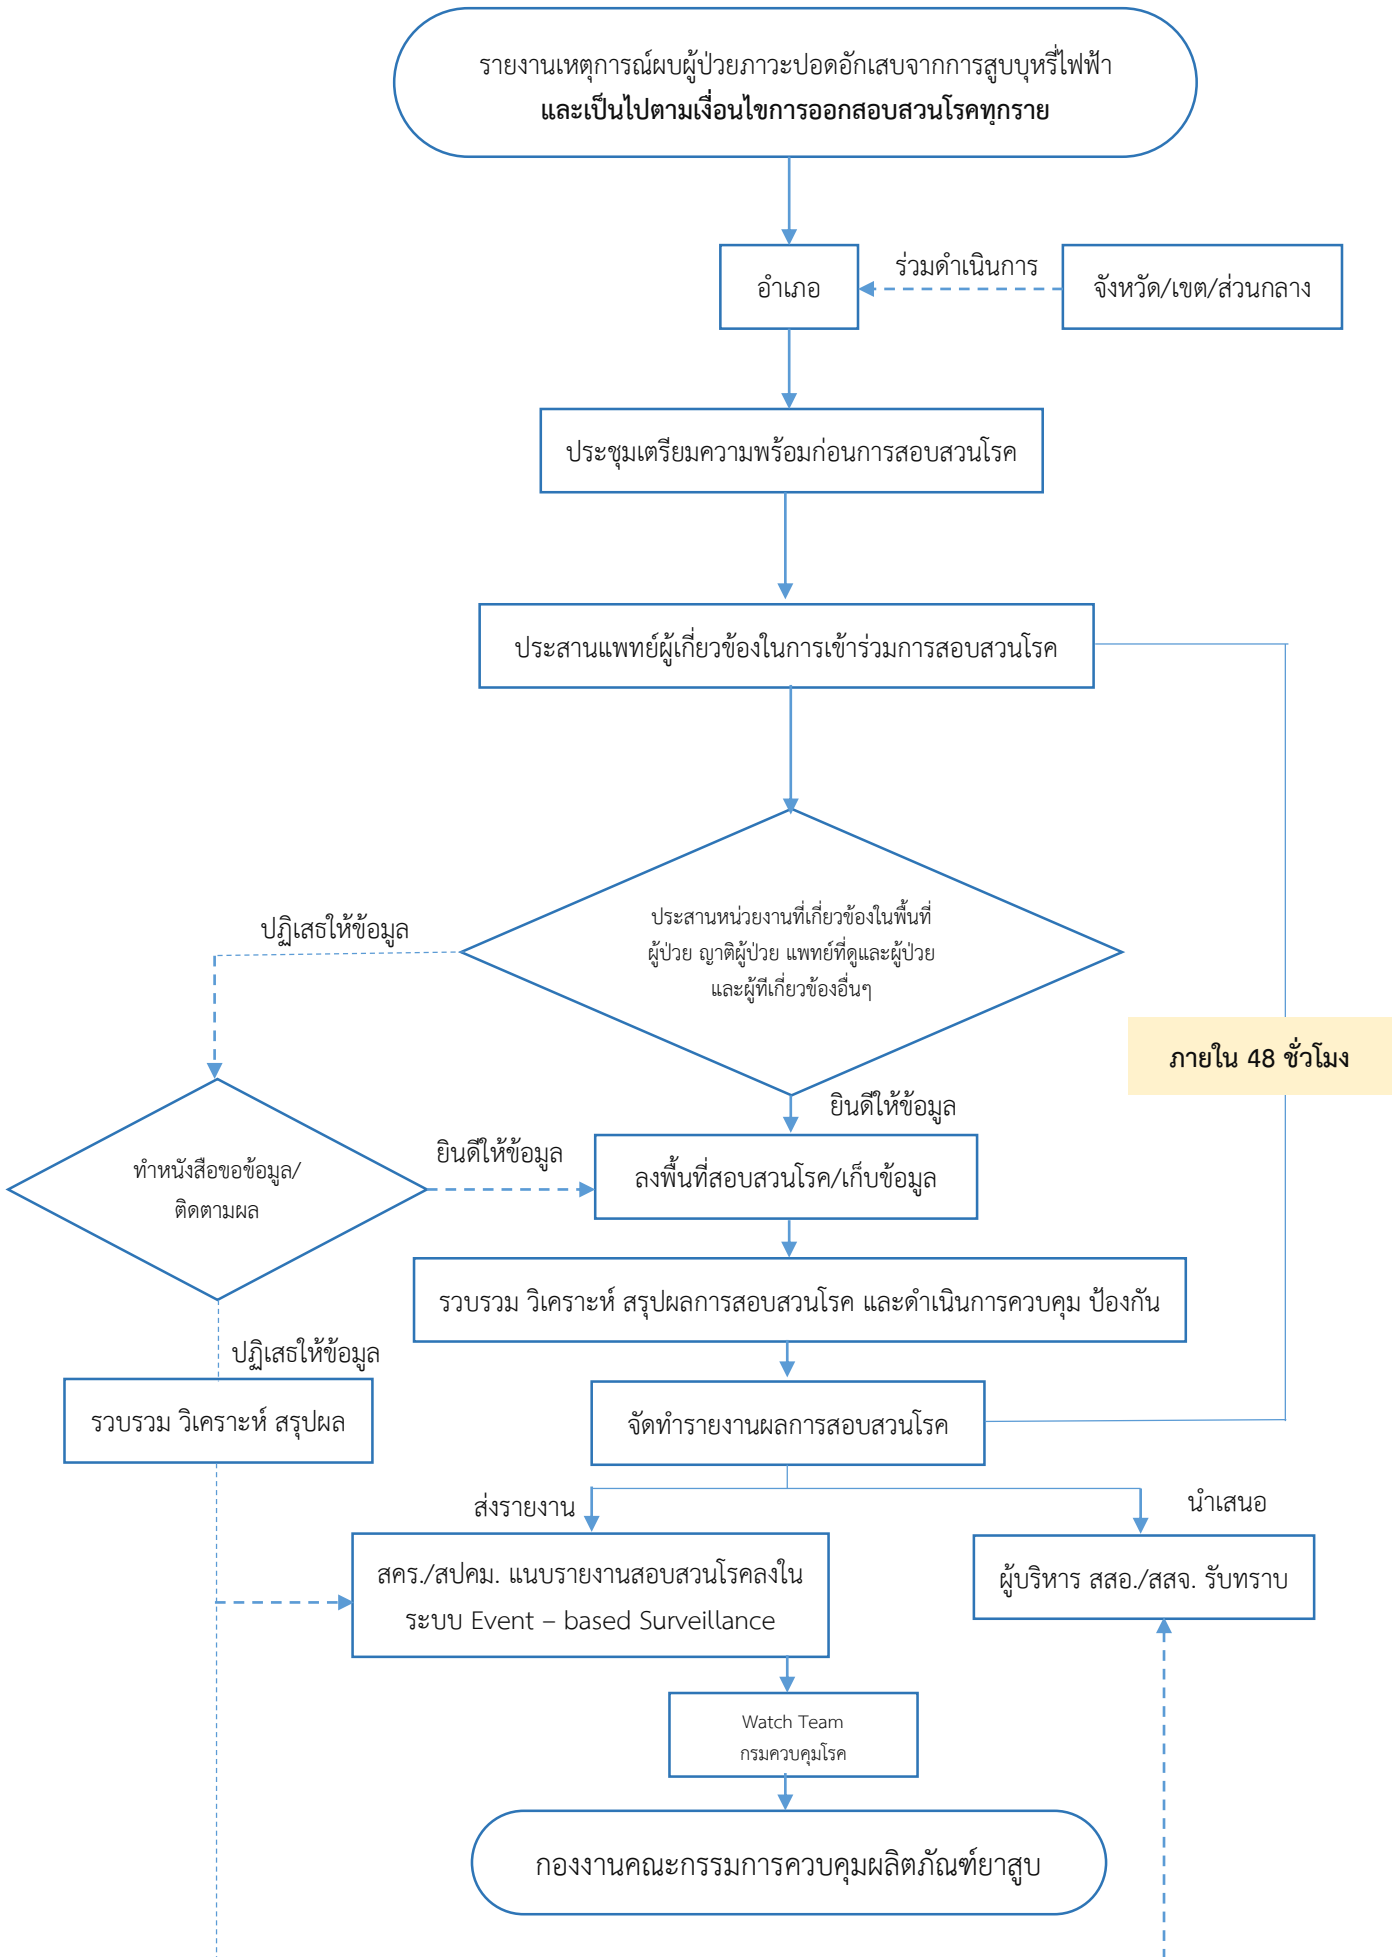 รายงานเหตุการณ์ผบผู้ป่วยภาวะปอดอักเสบจากการสูบบุหรี่ไฟฟ้า
และเป็นไปตามเงื่อนไขการออกสอบสวนโรคทุกราย
อำเภอ
ร่วมดำเนินการ
จังหวัด/เขต/ส่วนกลาง
ประชุมเตรียมความพร้อมก่อนการสอบสวนโรค
ประสานแพทย์ผู้เกี่ยวข้องในการเข้าร่วมการสอบสวนโรค
ปฏิเสธให้ข้อมูล
ประสานหน่วยงานที่เกี่ยวข้องในพื้นที่
ผู้ป่วย ญาติผู้ป่วย แพทย์ที่ดูและผู้ป่วย
และผู้ทีเกี่ยวข้องอื่นๆ
ภายใน 48 ชั่วโมง
ยินดีให้ข้อมูล
ทำหนังสือขอข้อมูล/
ติดตามผล
ยินดีให้ข้อมูล
ลงพื้นที่สอบสวนโรค/เก็บข้อมูล
รวบรวม วิเคราะห์ สรุปผลการสอบสวนโรค และดำเนินการควบคุม ป้องกัน
ปฏิเสธให้ข้อมูล
รวบรวม วิเคราะห์ สรุปผล
จัดทำรายงานผลการสอบสวนโรค
ส่งรายงาน
นำเสนอ
สคร./สปคม. แนบรายงานสอบสวนโรคลงใน
ระบบ Event – based Surveillance
ผู้บริหาร สสอ./สสจ. รับทราบ
Watch Team
กรมควบคุมโรค
กองงานคณะกรรมการควบคุมผลิตภัณฑ์ยาสูบ